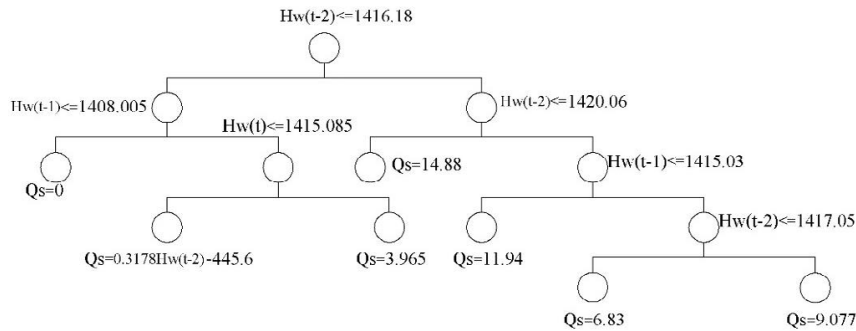 Hw(t-2)<=1416.18
Hw(t-1)<=1408.005
Hw(t-2)<=1420.06
Hw(t)<=1415.085
Qs=0
Qs=14.88
Hw(t-1)<=1415.03
Hw(t-2)<=1417.05
Qs=0.3178Hw(t-2)-445.6
Qs=3.965
Qs=11.94
Qs=6.83
Qs=9.077